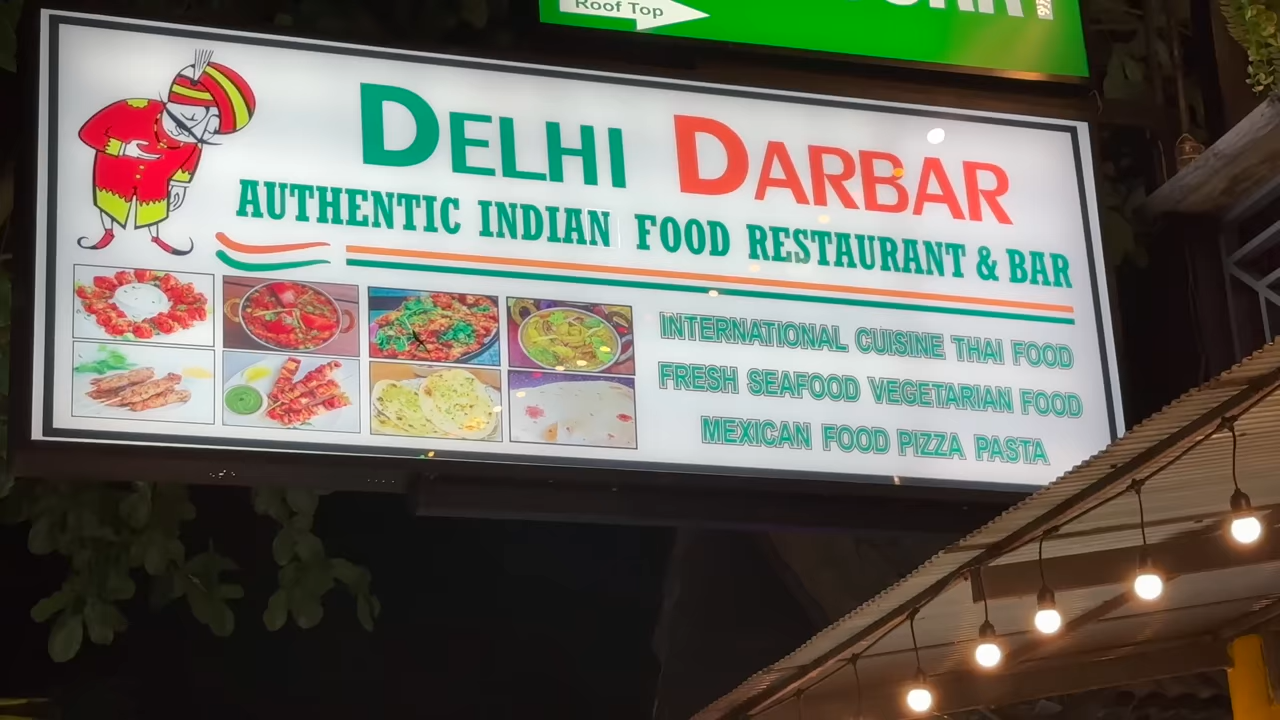 Roof Top
DELHI DARBAR
AUTHENTIC INDIAN FOOD RESTAURANT & BAR
INTERNATIONAL CUISINE THAI FOOD
FRESH SEAFOOD VEGETARIAN FOOD
MEXICAN FOOD PIZZA PASTA